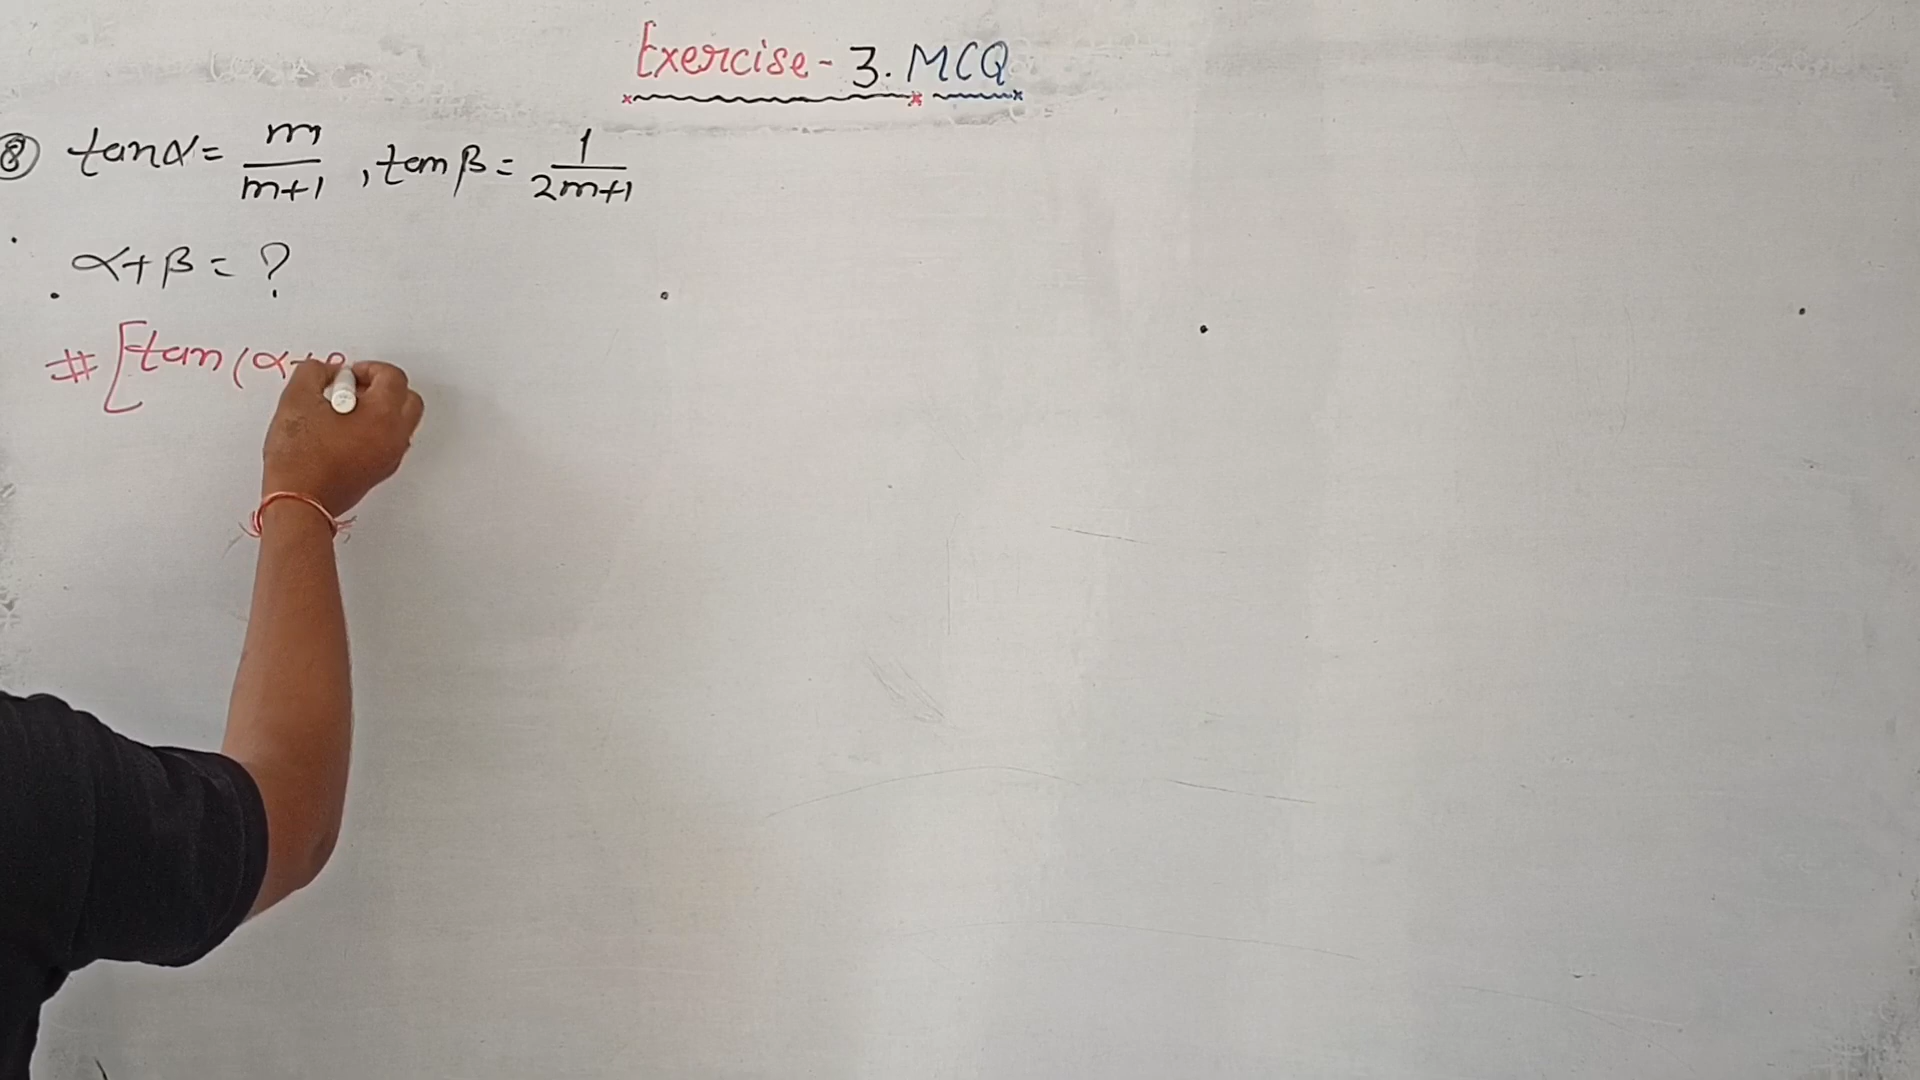 Exercise - 3. MCQ
⑧ tanα = m/m+1 , tanβ = 1/2m+1
α+β = ?
# [tan(α+β